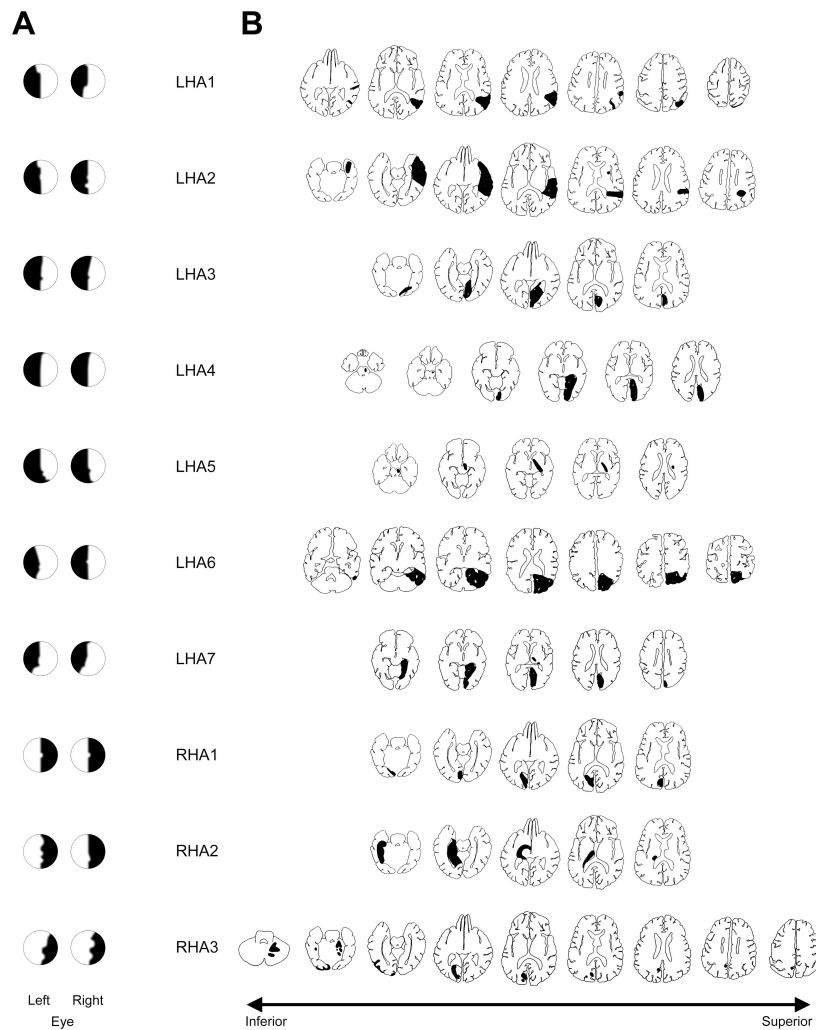 A B
LHA1
LHA2
LHA3
LHA4
LHA5
LHA6
LHA7
RHA1
RHA2
RHA3
Left Right
Eye
Inferior Superior